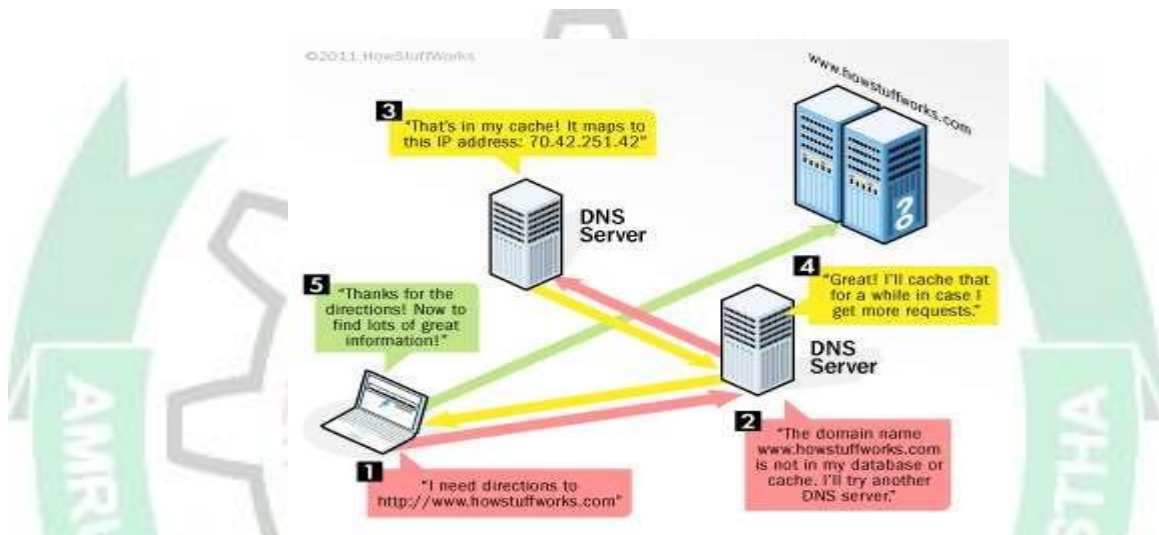 ©2011 HowStuffWorks
www.howstuffworks.com
3
"That's in my cache! It maps to
this IP address: 70.42.251.42"
DNS
Server
4
"Great! I'll cache that
for a while in case I
get more requests."
5
"Thanks for the
directions! Now to
find lots of great
information!"
DNS
Server
2
"The domain name
www.howstuffworks.com
is not in my database or
cache. I'll try another
DNS server."
1
"I need directions to
http://www.howstuffworks.com"
AMRU
STHA